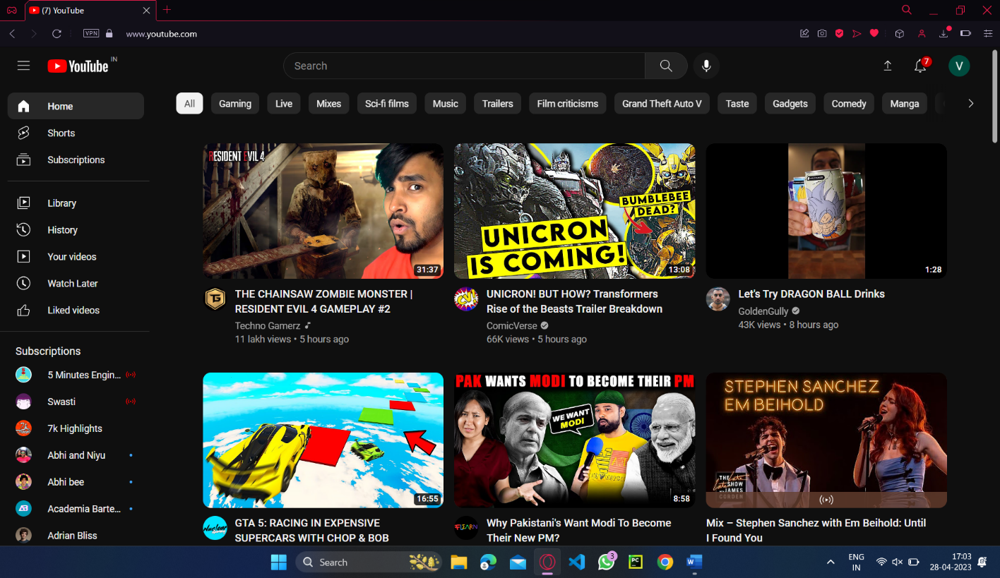 (7) YouTube
VPN
www.youtube.com
YouTube IN
Search
7
V
Home
Shorts
Subscriptions
Library
History
Your videos
Watch Later
Liked videos
Subscriptions
5 Minutes Engin...
Swasti
7k Highlights
Abhi and Niyu
Abhi bee
Academia Barte...
Adrian Bliss
All Gaming Live Mixes Sci-fi films Music Trailers Film criticisms Grand Theft Auto V Taste Gadgets Comedy Manga
RESIDENT EVIL 4
31:37
THE CHAINSAW ZOMBIE MONSTER |
RESIDENT EVIL 4 GAMEPLAY #2
Techno Gamerz
11 lakh views • 5 hours ago
BUMBLEBEE
DEAD?
UNICRON
IS COMING!
13:08
CV
UNICRON! BUT HOW? Transformers
Rise of the Beasts Trailer Breakdown
ComicVerse
66K views • 5 hours ago
1:28
Let's Try DRAGON BALL Drinks
GoldenGully
43K views • 8 hours ago
16:55
GTA 5: RACING IN EXPENSIVE
SUPERCARS WITH CHOP & BOB
PAK WANTS MODI TO BECOME THEIR PM
WE WANT
MODI
8:58
FLEARN
Why Pakistani's Want Modi To Become
Their New PM?
STEPHEN SANCHEZ
EM BEIHOLD
THE
Late Late
SHOW
JAMES
CORDEN
Mix – Stephen Sanchez with Em Beihold: Until
I Found You
Search
3
PC
ENG
IN
17:03
28-04-2023